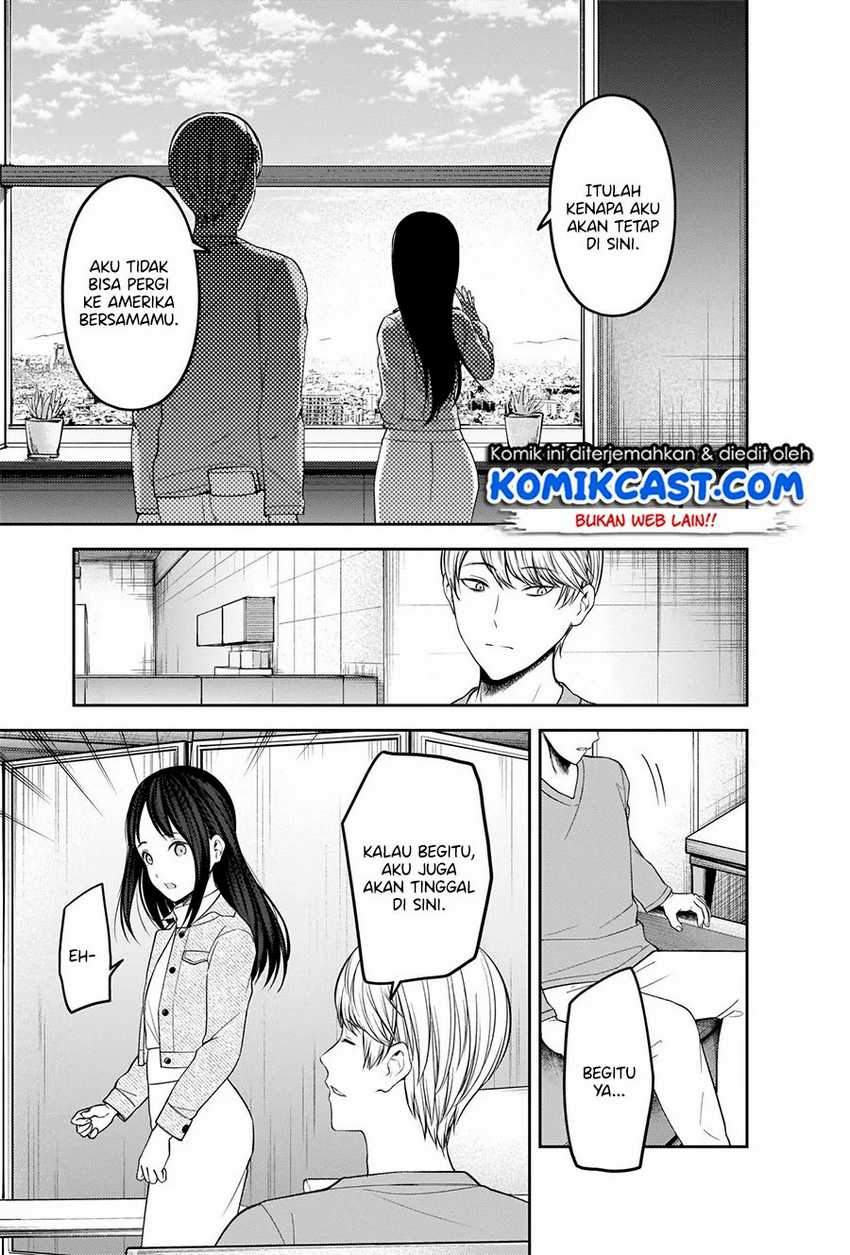 ITULAH
KENAPA AKU
AKAN TETAP
DI SINI.
AKU TIDAK
BISA PERGI
KE AMERIKA
BERSAMAMU.
Komik ini diterjemahkan & diedit oleh
KOMIKCAST.COM
BUKAN WEB LAIN!!
BEGITU
YA...
KALAU BEGITU,
AKU JUGA
AKAN TINGGAL
DI SINI.
EH-